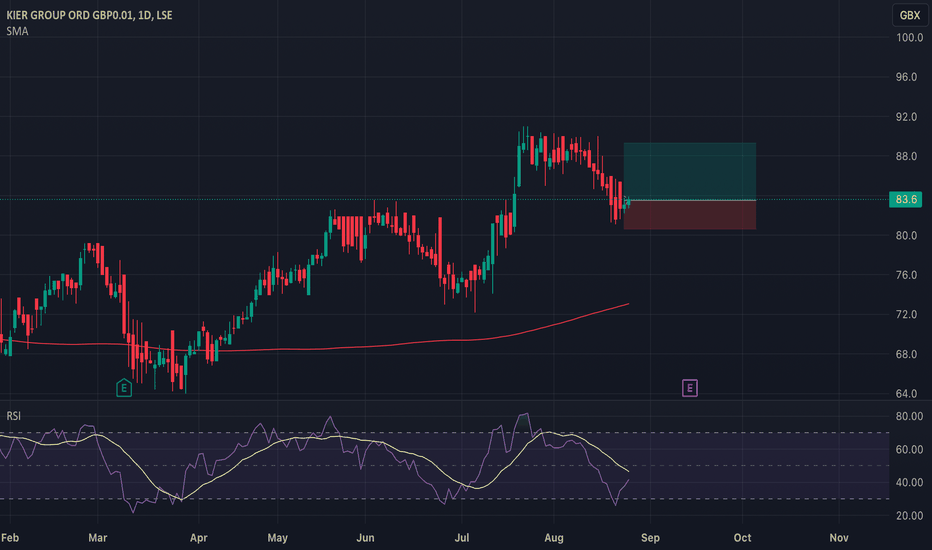 KIER GROUP ORD GBP0.01, 1D, LSE
GBX
SMA
100.0
96.0
92.0
88.0
83.6
80.0
76.0
72.0
68.0
64.0
E
E
RSI
80.00
60.00
40.00
20.00
Feb Mar Apr May Jun Jul Aug Sep Oct Nov